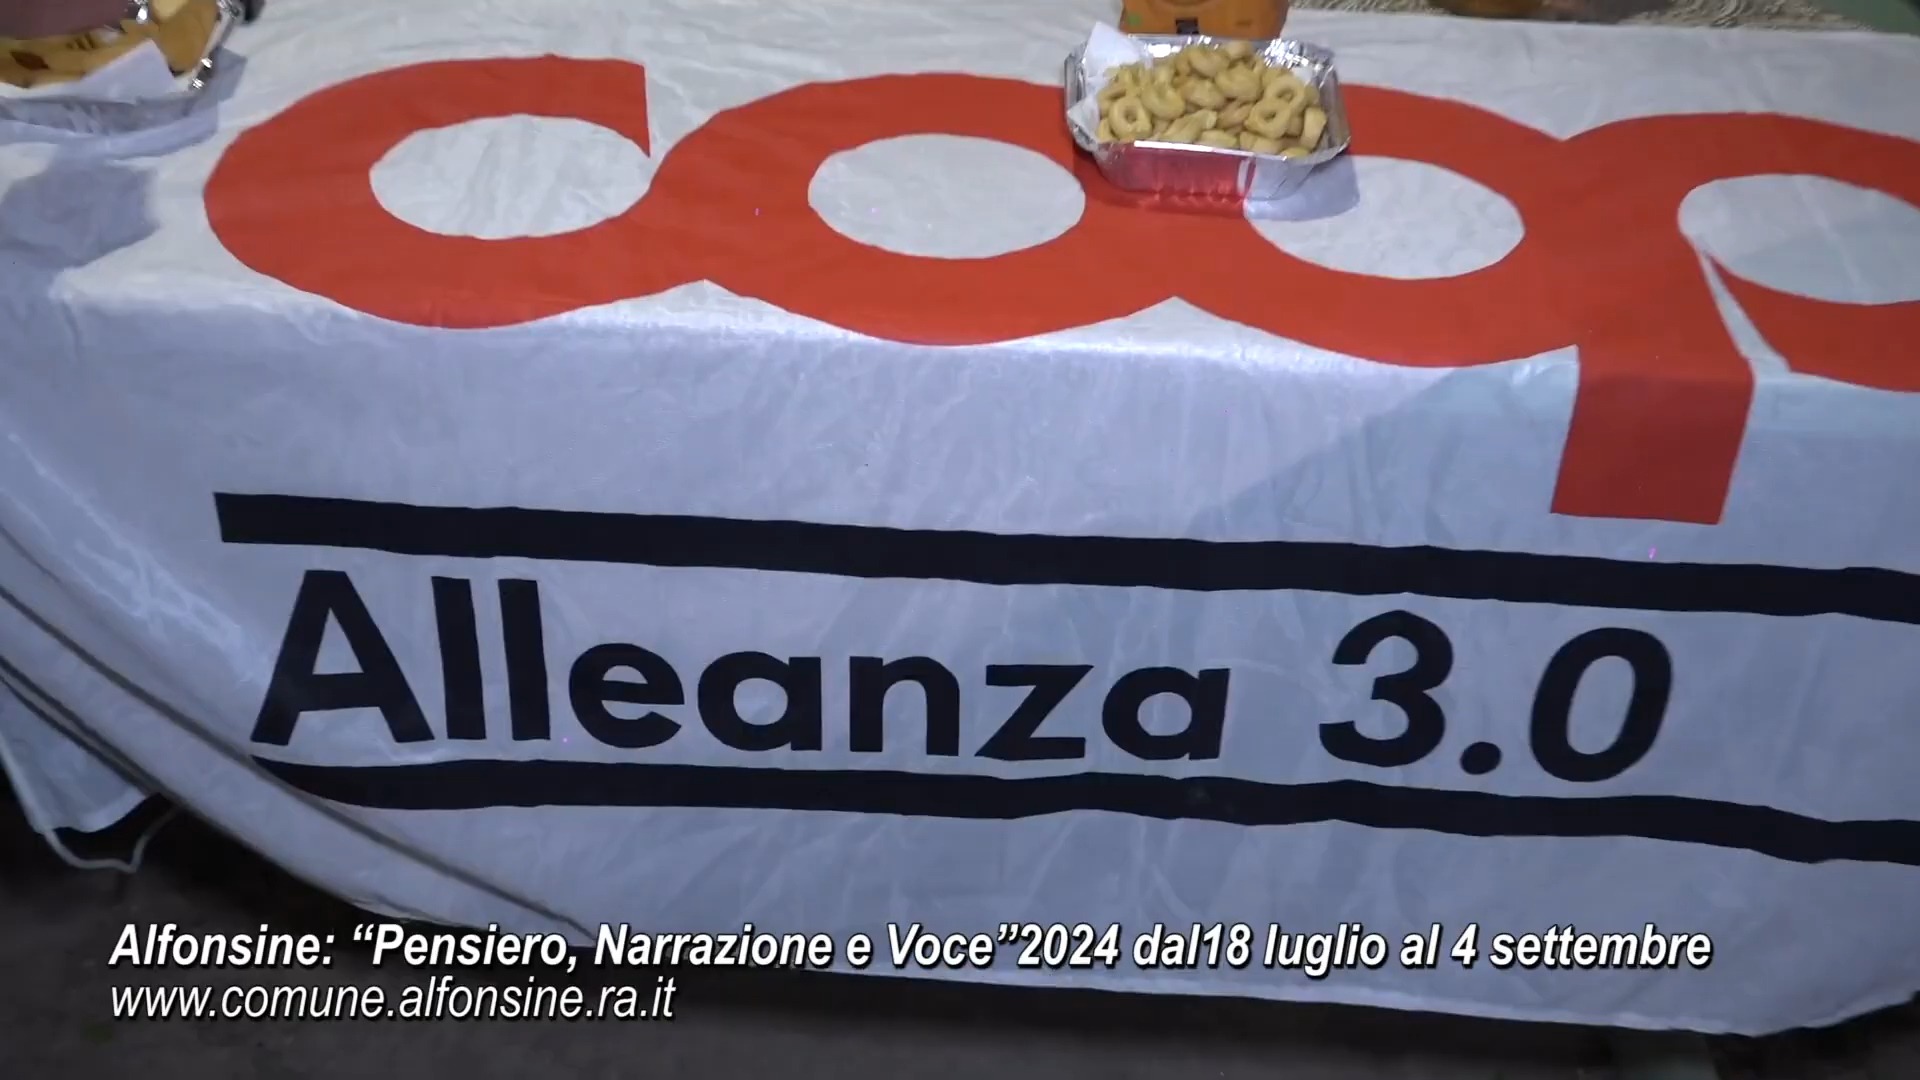 coop
Alleanza 3.0
Alfonsine: “Pensiero, Narrazione e Voce”2024 dal18 luglio al 4 settembre
www.comune.alfonsine.ra.it